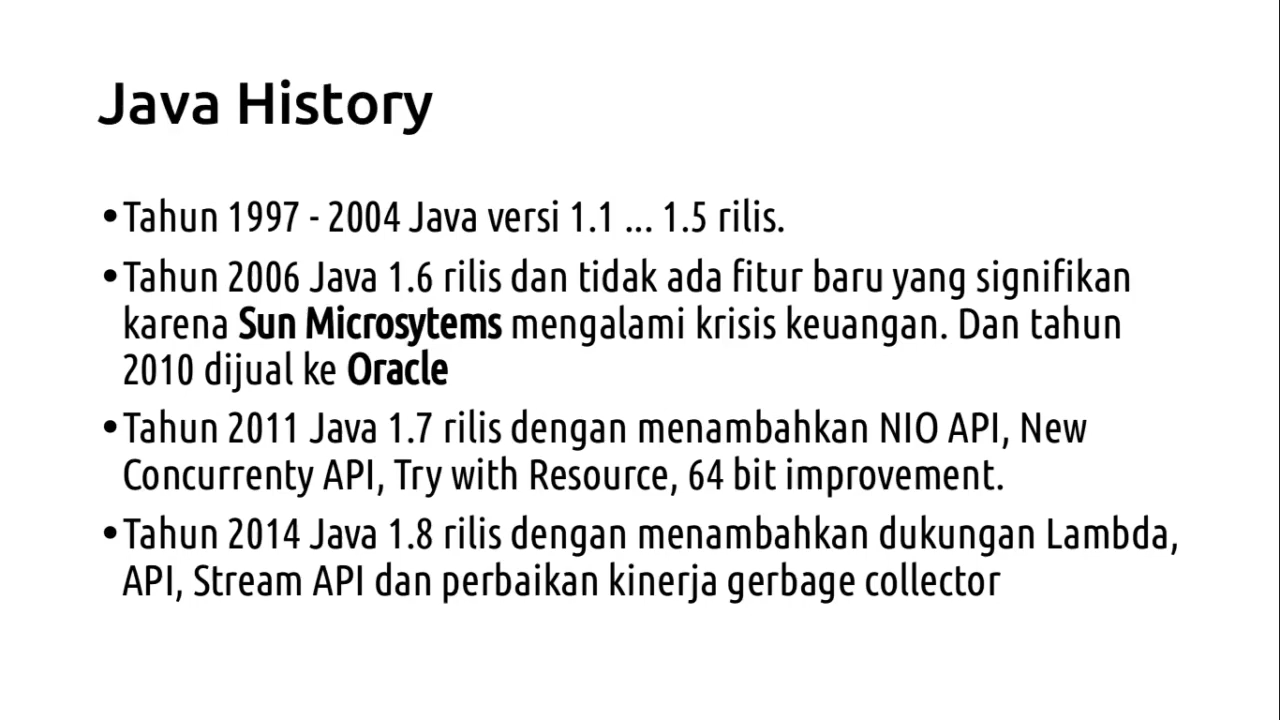 Java History
•Tahun 1997 - 2004 Java versi 1.1 ... 1.5 rilis.
•Tahun 2006 Java 1.6 rilis dan tidak ada fitur baru yang signifikan
karena Sun Microsytems mengalami krisis keuangan. Dan tahun
2010 dijual ke Oracle
•Tahun 2011 Java 1.7 rilis dengan menambahkan NIO API, New
Concurrenty API, Try with Resource, 64 bit improvement.
•Tahun 2014 Java 1.8 rilis dengan menambahkan dukungan Lambda,
API, Stream API dan perbaikan kinerja gerbage collector